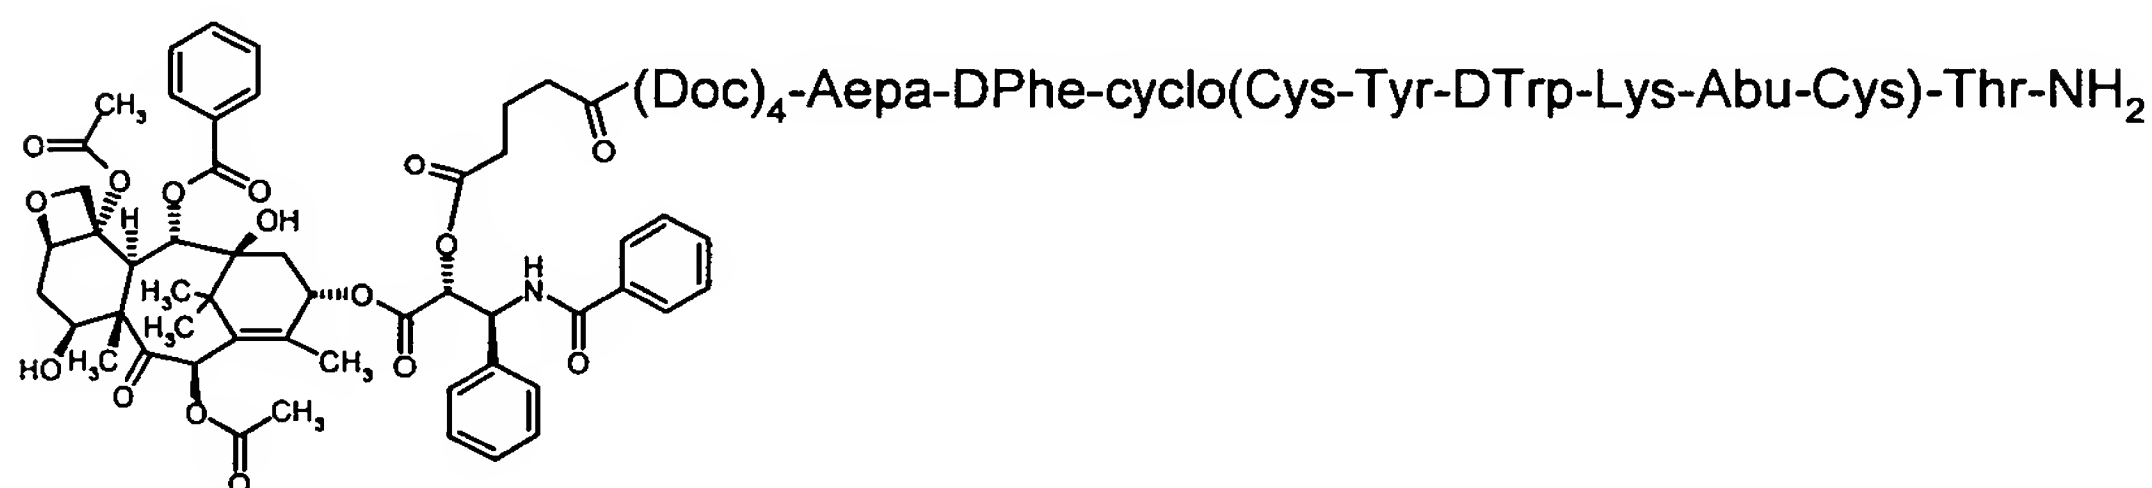 (Doc)₄-Aepa-DPhe-cyclo(Cys-Tyr-DTrp-Lys-Abu-Cys)-Thr-NH₂
CH₃
O
O
O
O
O
O
O
H
OH
O
H
N
H₃C
O
H₃C
HO
H₃C
CH₃
O
O
O
O
CH₃
O